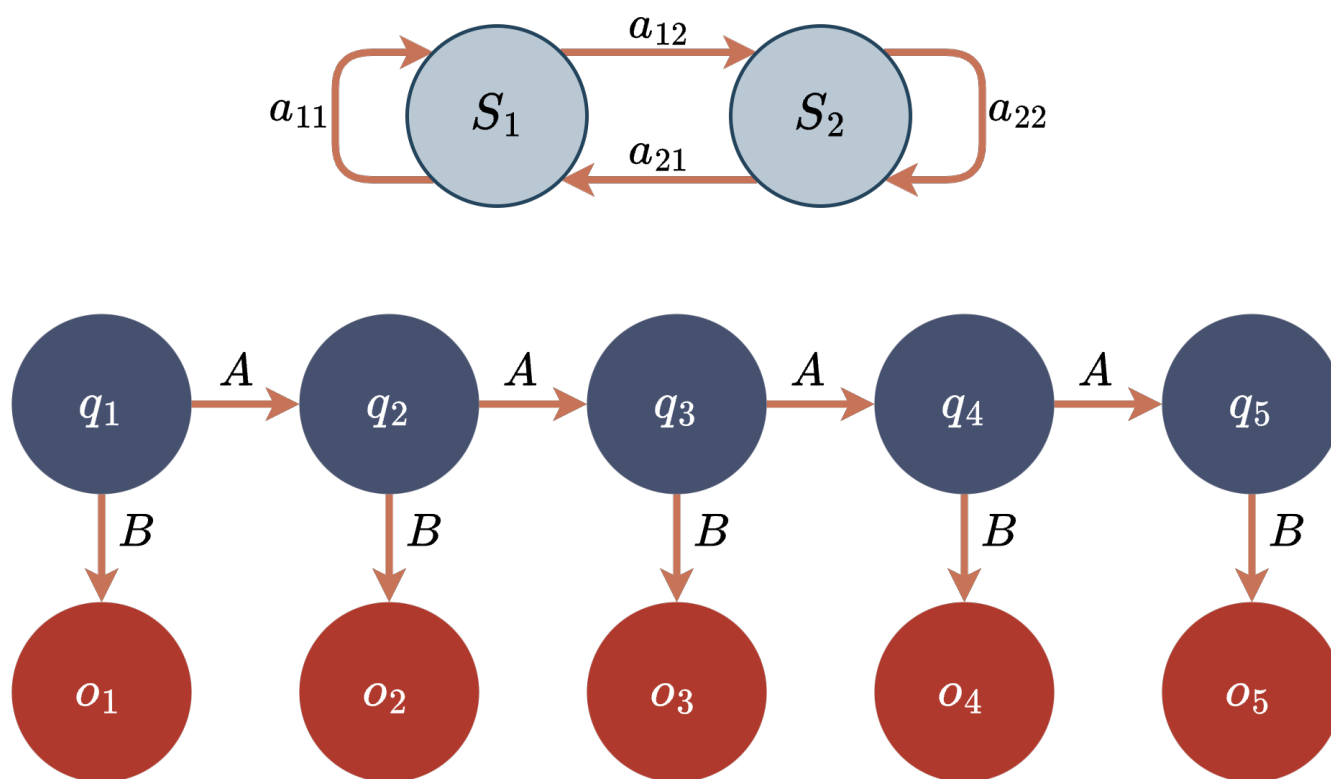 a₁₂
a₁₁ S₁ S₂ a₂₂
a₂₁
A A A A
q₁ q₂ q₃ q₄ q₅
B B B B B
o₁ o₂ o₃ o₄ o₅